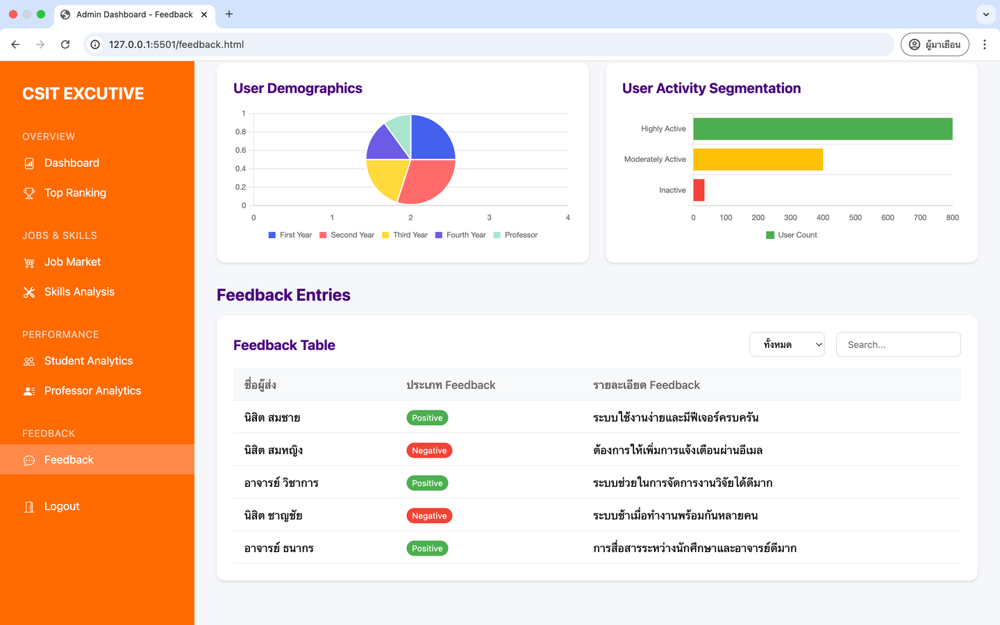 Admin Dashboard - Feedback
127.0.0.1:5501/feedback.html
ผู้มาเยือน
CSIT EXCUTIVE
OVERVIEW
Dashboard
Top Ranking
JOBS & SKILLS
Job Market
Skills Analysis
PERFORMANCE
Student Analytics
Professor Analytics
FEEDBACK
Feedback
Logout
User Demographics
1
0.8
0.6
0.4
0.2
0
0 1 2 3 4
First Year Second Year Third Year Fourth Year Professor
User Activity Segmentation
Highly Active
Moderately Active
Inactive
0 100 200 300 400 500 600 700 800
User Count
Feedback Entries
Feedback Table
ทั้งหมด
Search...
ชื่อผู้ส่ง ประเภท Feedback รายละเอียด Feedback
นิสิต สมชาย Positive ระบบใช้งานง่ายและมีฟีเจอร์ครบครัน
นิสิต สมหญิง Negative ต้องการให้เพิ่มการแจ้งเตือนผ่านอีเมล
อาจารย์ วิชาการ Positive ระบบช่วยในการจัดการงานวิจัยได้ดีมาก
นิสิต ชาญชัย Negative ระบบช้าเมื่อทำงานพร้อมกันหลายคน
อาจารย์ ธนากร Positive การสื่อสารระหว่างนักศึกษาและอาจารย์ดีมาก